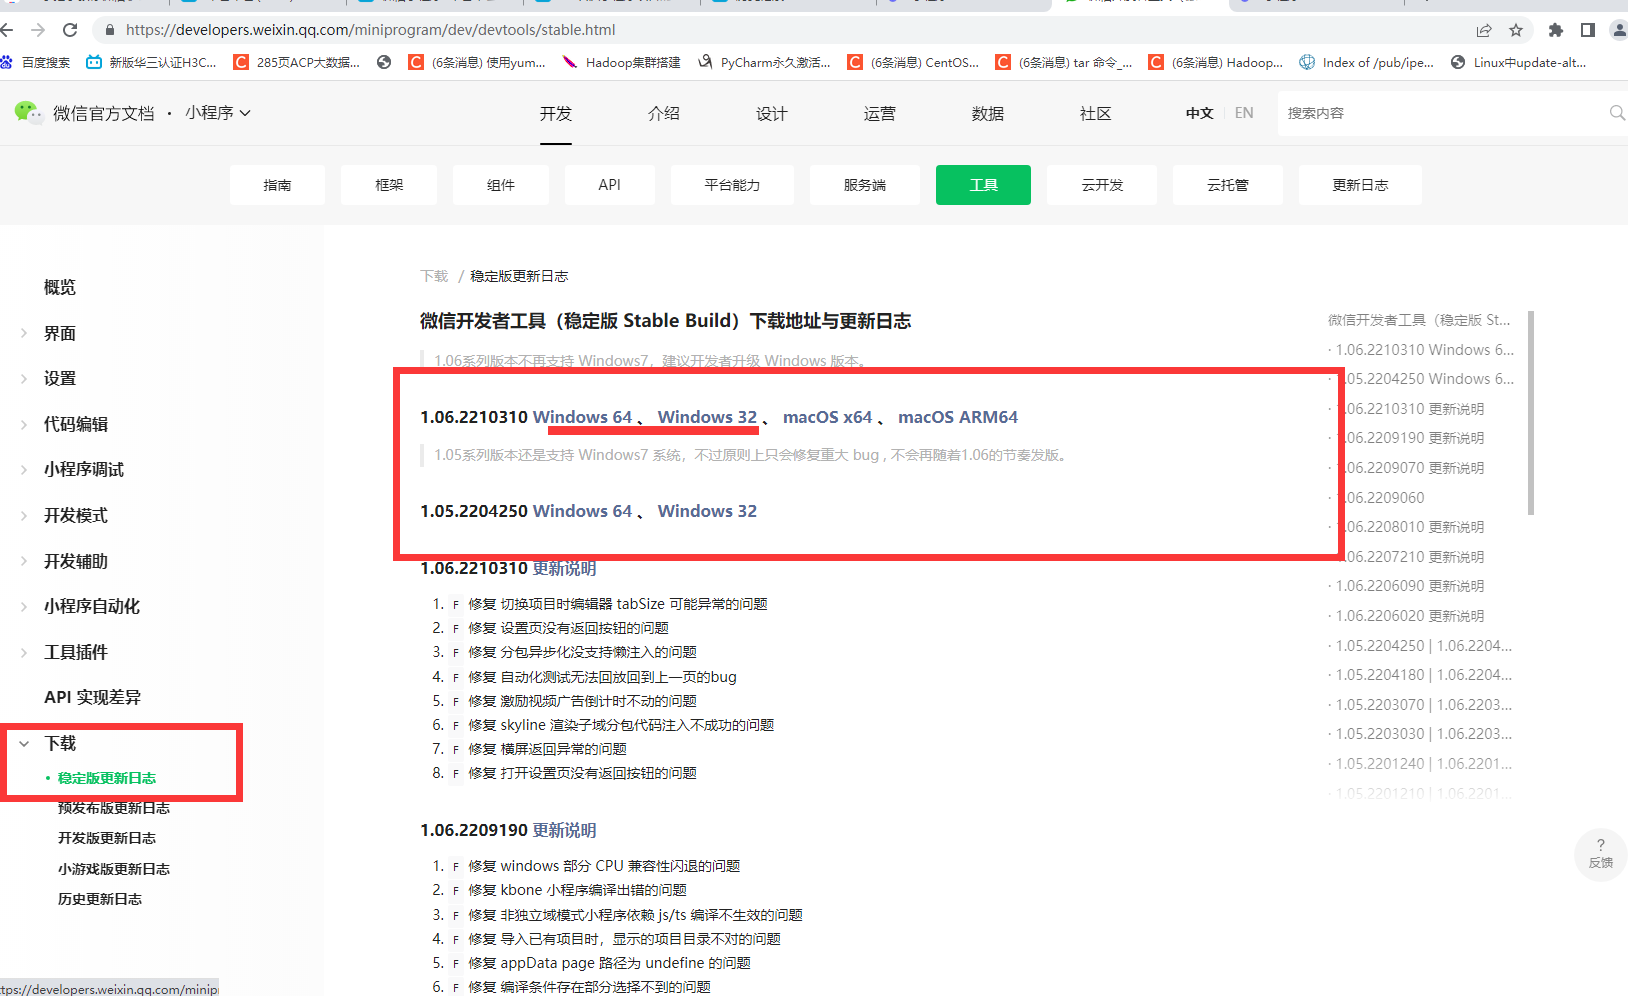 https://developers.weixin.qq.com/miniprogram/dev/devtools/stable.html
百度搜索
新版华三认证H3C...
285页ACP大数据...
(6条消息) 使用yum...
Hadoop集群搭建
PyCharm永久激活...
(6条消息) CentOS...
(6条消息) tar 命令_...
(6条消息) Hadoop...
Index of /pub/ipe...
Linux中update-alt...
微信官方文档 · 小程序
开发
介绍
设计
运营
数据
社区
中文
EN
搜索内容
指南
框架
组件
API
平台能力
服务端
工具
云开发
云托管
更新日志
概览
界面
设置
代码编辑
小程序调试
开发模式
开发辅助
小程序自动化
工具插件
API 实现差异
下载
稳定版更新日志
预发布版更新日志
开发版更新日志
小游戏版更新日志
历史更新日志
下载 / 稳定版更新日志
微信开发者工具（稳定版 Stable Build）下载地址与更新日志
1.06系列版本不再支持 Windows7，建议开发者升级 Windows 版本。
1.06.2210310 Windows 64 、 Windows 32 、 macOS x64 、 macOS ARM64
1.05系列版本还是支持 Windows7 系统，不过原则上只会修复重大 bug , 不会再随着1.06的节奏发版。
1.05.2204250 Windows 64 、 Windows 32
1.06.2210310 更新说明
1. F 修复 切换项目时编辑器 tabSize 可能异常的问题
2. F 修复 设置页没有返回按钮的问题
3. F 修复 分包异步化没支持懒注入的问题
4. F 修复 自动化测试无法回放回到上一页的bug
5. F 修复 激励视频广告倒计时不动的问题
6. F 修复 skyline 渲染子域分包代码注入不成功的问题
7. F 修复 横屏返回异常的问题
8. F 修复 打开设置页没有返回按钮的问题
1.06.2209190 更新说明
1. F 修复 windows 部分 CPU 兼容性闪退的问题
2. F 修复 kbone 小程序编译出错的问题
3. F 修复 非独立域模式小程序依赖 js/ts 编译不生效的问题
4. F 修复 导入已有项目时，显示的项目目录不对的问题
5. F 修复 appData page 路径为 undefine 的问题
6. F 修复 编译条件存在部分选择不到的问题
微信开发者工具（稳定版 St...
· 1.06.2210310 Windows 6...
· 1.05.2204250 Windows 6...
· 1.06.2210310 更新说明
· 1.06.2209190 更新说明
· 1.06.2209070 更新说明
· 1.06.2209060
· 1.06.2208010 更新说明
· 1.06.2207210 更新说明
· 1.06.2206090 更新说明
· 1.06.2206020 更新说明
· 1.05.2204250 | 1.06.2204...
· 1.05.2204180 | 1.06.2204...
· 1.05.2203070 | 1.06.2203...
· 1.05.2203030 | 1.06.2203...
· 1.05.2201240 | 1.06.2201...
· 1.05.2201210 | 1.06.2201...
?
反馈
ttps://developers.weixin.qq.com/minip